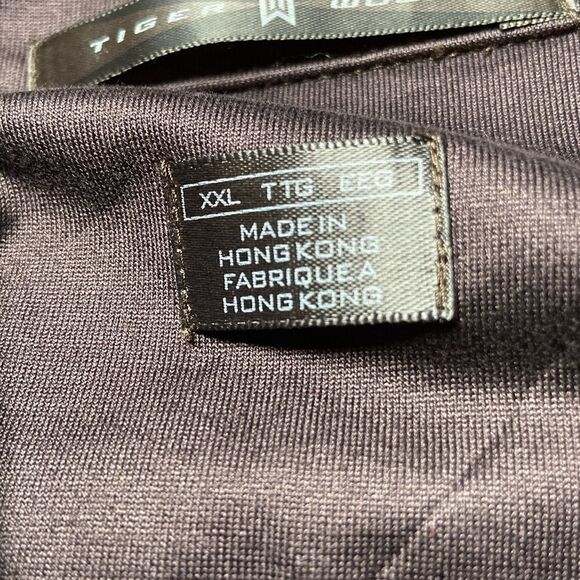 TIGER
XXL TTG EEG
MADE IN
HONG KONG
FABRIQUE A
HONG KONG